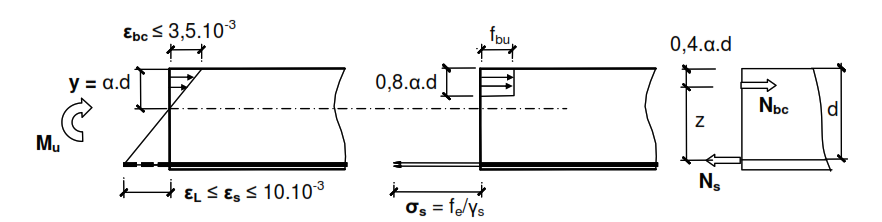 εbc ≤ 3,5.10⁻³
fbu
0,4.α.d
y = α.d
0,8.α.d
Nbc
d
z
Mu
Ns
εL ≤ εs ≤ 10.10⁻³
σs = fe/γs